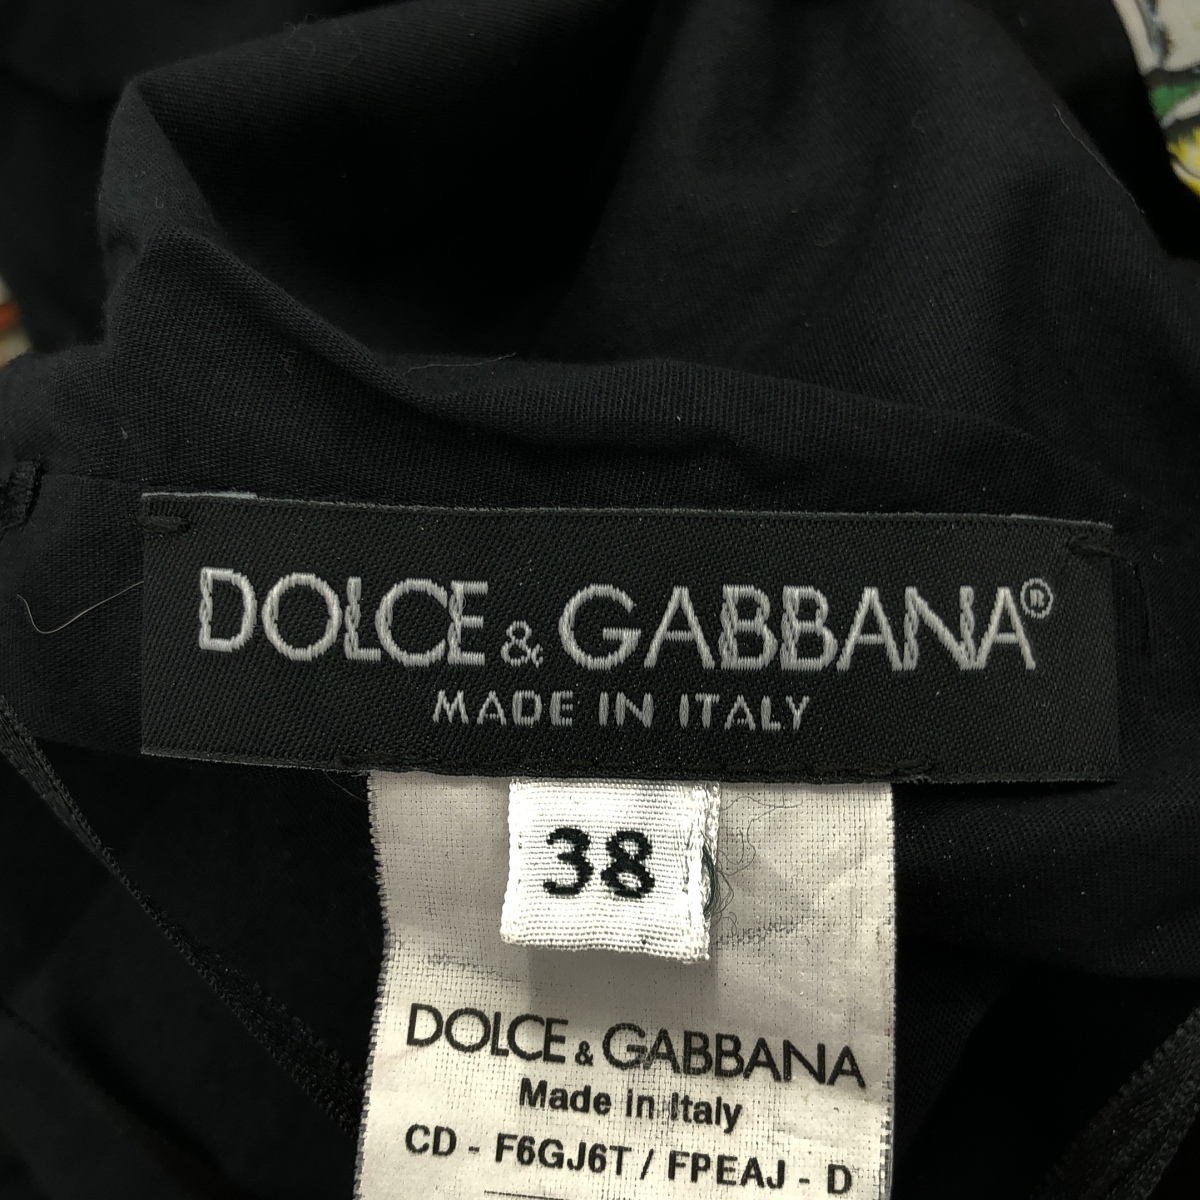 DOLCE & GABBANA®
MADE IN ITALY
38
DOLCE & GABBANA
Made in Italy
CD - F6GJ6T / FPEAJ - D